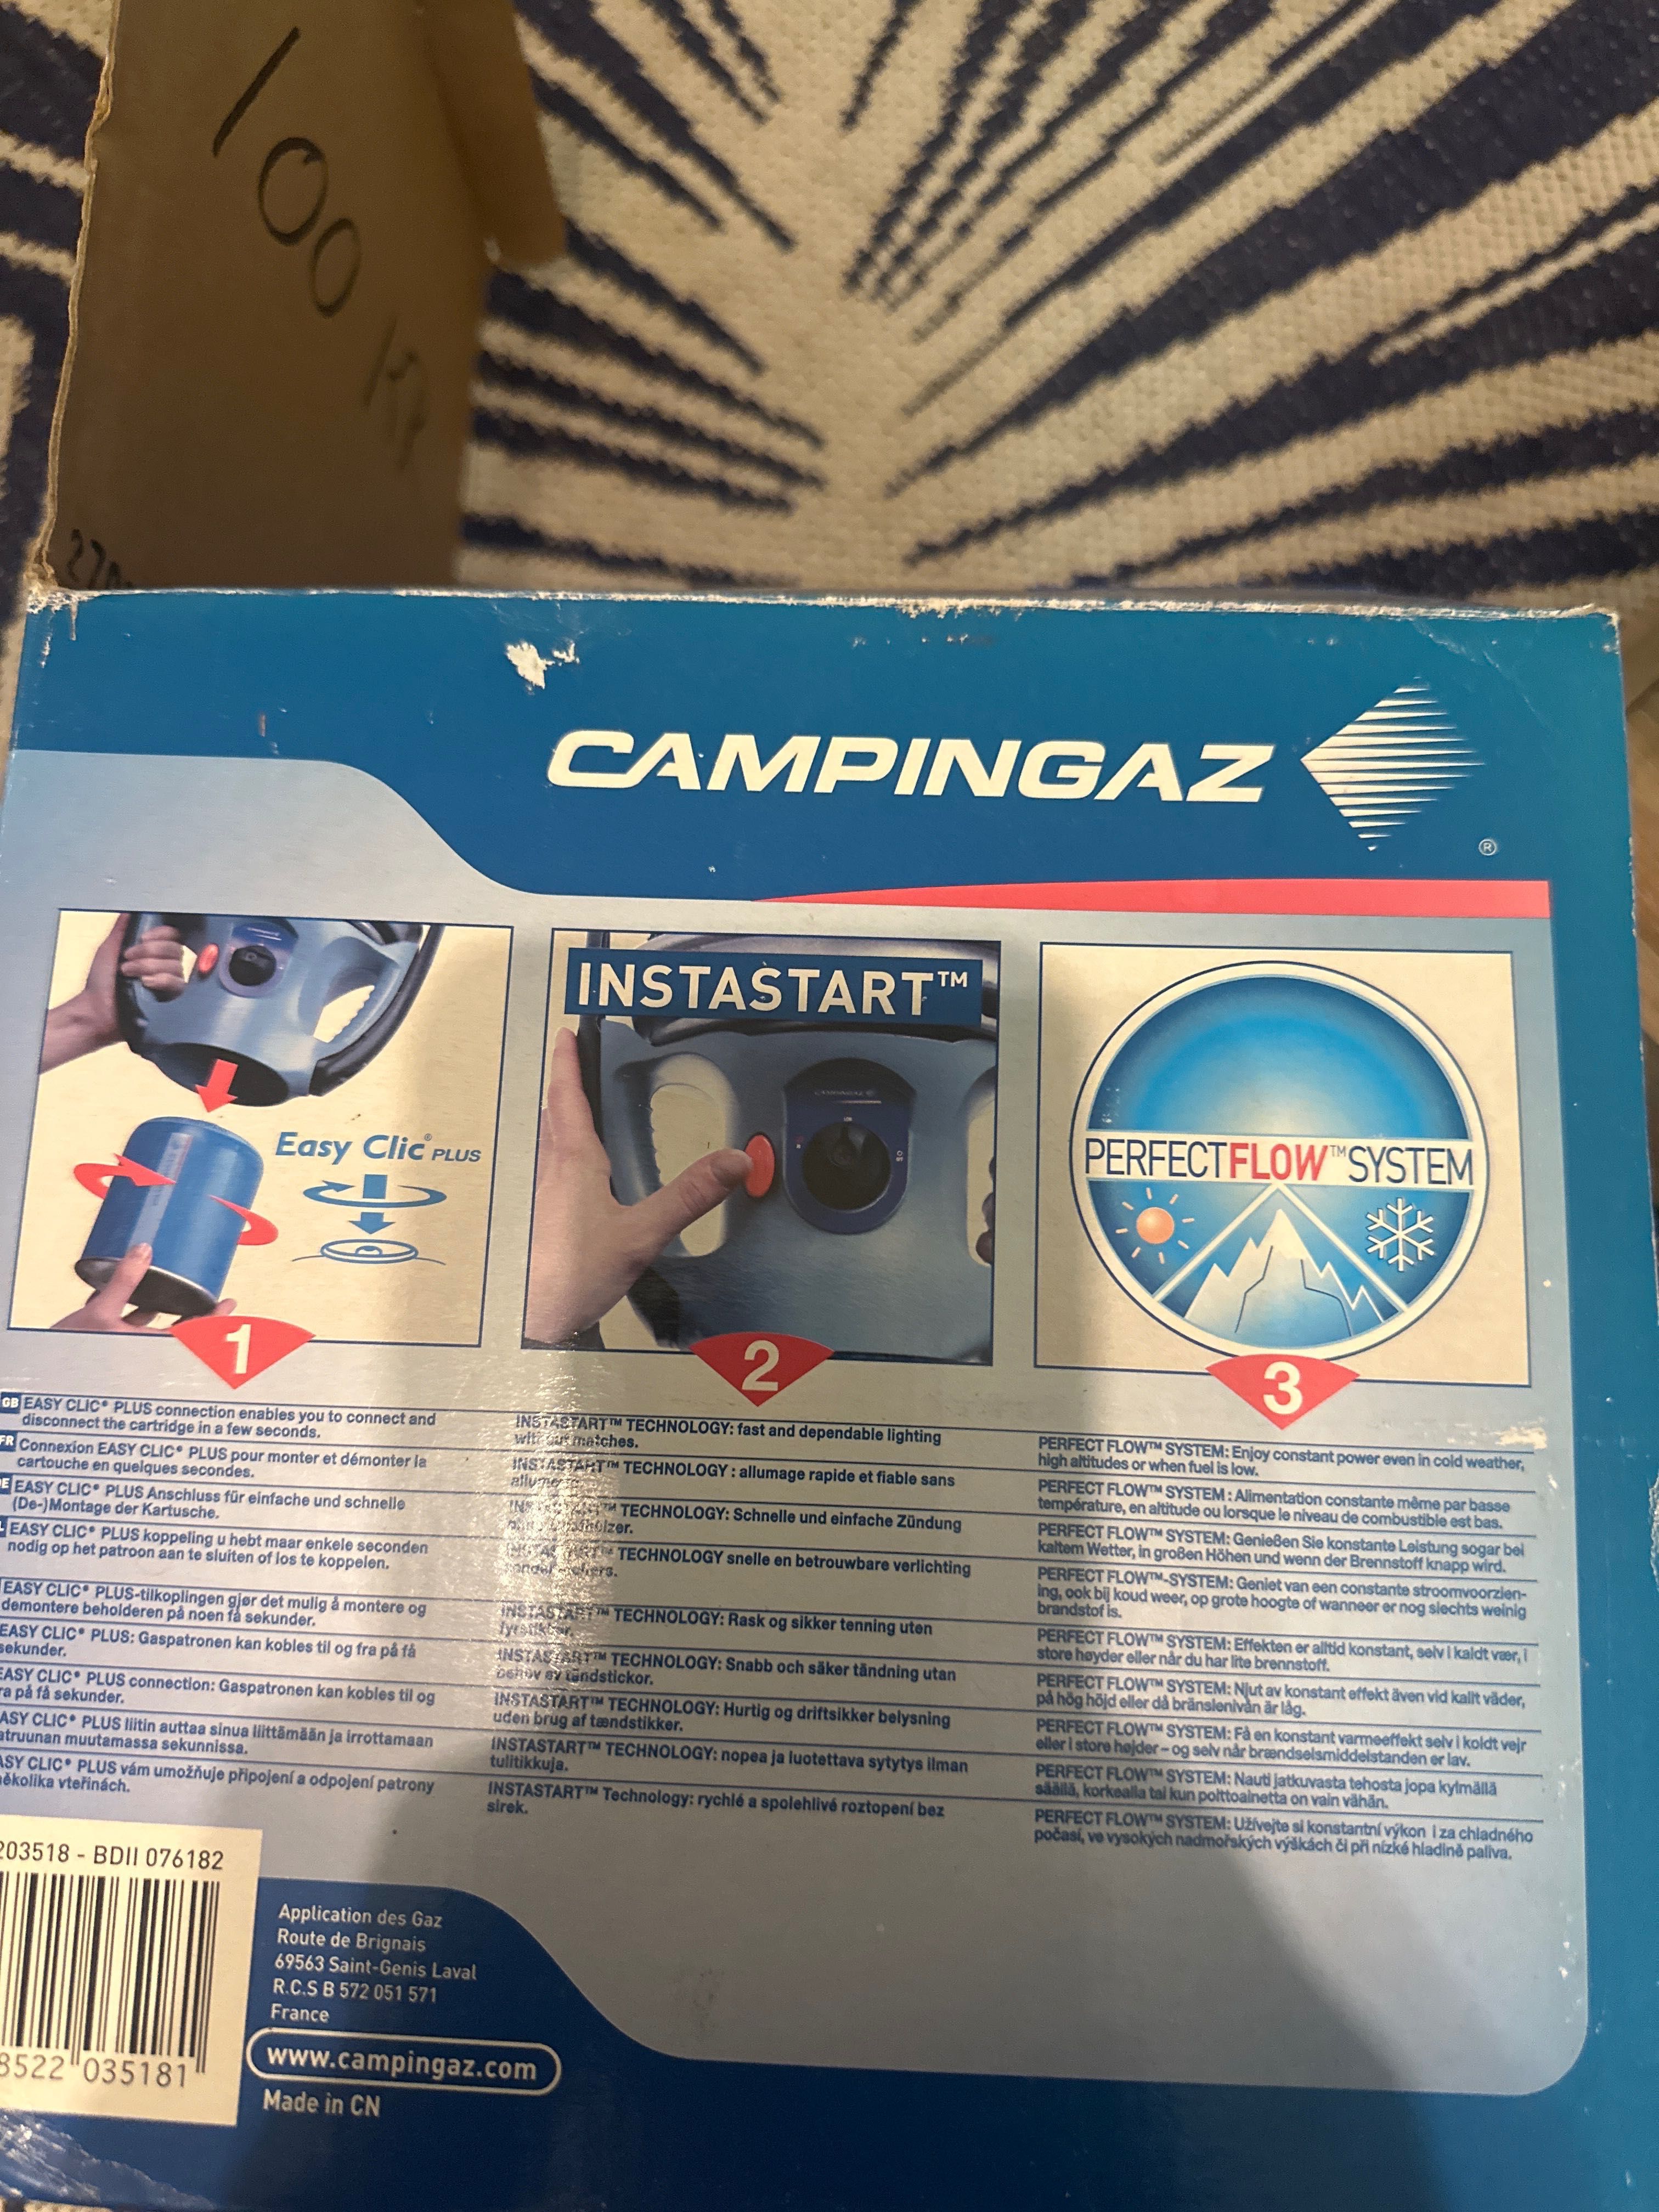 100
CAMPINGAZ
®
Easy Clic® PLUS
1
INSTASTART™
CAMPINGAZ
2
PERFECTFLOW™SYSTEM
3
GB EASY CLIC® PLUS connection enables you to connect and
disconnect the cartridge in a few seconds.
FR Connexion EASY CLIC® PLUS pour monter et démonter la
cartouche en quelques secondes.
EASY CLIC® PLUS Anschluss für einfache und schnelle
(De-)Montage der Kartusche.
EASY CLIC® PLUS koppeling u hebt maar enkele seconden
nodig op het patroon aan te sluiten of los te koppelen.
EASY CLIC® PLUS-tilkoplingen gjør det mulig å montere og
demontere beholderen på noen få sekunder.
EASY CLIC® PLUS: Gaspatronen kan kobles til og fra på få
sekunder.
EASY CLIC® PLUS connection: Gaspatronen kan kobles til og
fra på få sekunder.
EASY CLIC® PLUS liitin auttaa sinua liittämään ja irrottamaan
muutamassa sekunnissa.
EASY CLIC® PLUS vám umožňuje připojení a odpojení patrony
několika vteřinách.
INSTASTART™ TECHNOLOGY: fast and dependable lighting
without matches.
INSTASTART™ TECHNOLOGY : allumage rapide et fiable sans
TECHNOLOGY: Schnelle und einfache Zündung
TECHNOLOGY snelle en betrouwbare verlichting
INSTASTART™ TECHNOLOGY: Rask og sikker tenning uten
INSTASTART™ TECHNOLOGY: Snabb och säker tändning utan
behov av tändstickor.
INSTASTART™ TECHNOLOGY: Hurtig og driftsikker belysning
uden brug af tændstikker.
INSTASTART™ TECHNOLOGY: nopea ja luotettava sytytys ilman
tulitikkuja.
INSTASTART™ Technology: rychlé a spolehlivé roztopení bez
sirek.
PERFECT FLOW™ SYSTEM: Enjoy constant power even in cold weather,
high altitudes or when fuel is low.
PERFECT FLOW™ SYSTEM : Alimentation constante même par basse
température, en altitude ou lorsque le niveau de combustible est bas.
PERFECT FLOW™ SYSTEM: Genießen Sie konstante Leistung sogar bei
kaltem Wetter, in großen Höhen und wenn der Brennstoff knapp wird.
PERFECT FLOW™-SYSTEM: Geniet van een constante stroomvoorzien-
ing, ook bij koud weer, op grote hoogte of wanneer er nog slechts weinig
brandstof is.
PERFECT FLOW™ SYSTEM: Effekten er alltid konstant, selv i kaldt vær, i
store høyder eller når du har lite brennstoff.
PERFECT FLOW™ SYSTEM: Njut av konstant effekt även vid kallt väder,
på hög höjd eller då bränslenivån är låg.
PERFECT FLOW™ SYSTEM: Få en konstant varmeeffekt selv i koldt vejr
eller i store højder – og selv når brændselsmiddelstanden er lav.
PERFECT FLOW™ SYSTEM: Nauti jatkuvasta tehosta jopa kylmällä
säällä, korkealla tai kun polttoainetta on vain vähän.
PERFECT FLOW™ SYSTEM: Užívejte si konstantní výkon i za chladného
počasí, ve vysokých nadmořských výškách či při nízké hladině paliva.
203518 - BDII 076182
8522 035181
Application des Gaz
Route de Brignais
69563 Saint-Genis Laval
R.C.S B 572 051 571
France
www.campingaz.com
Made in CN